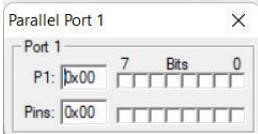 Parallel Port 1
Port 1
7 Bits 0
P1: 0x00
Pins: 0x00